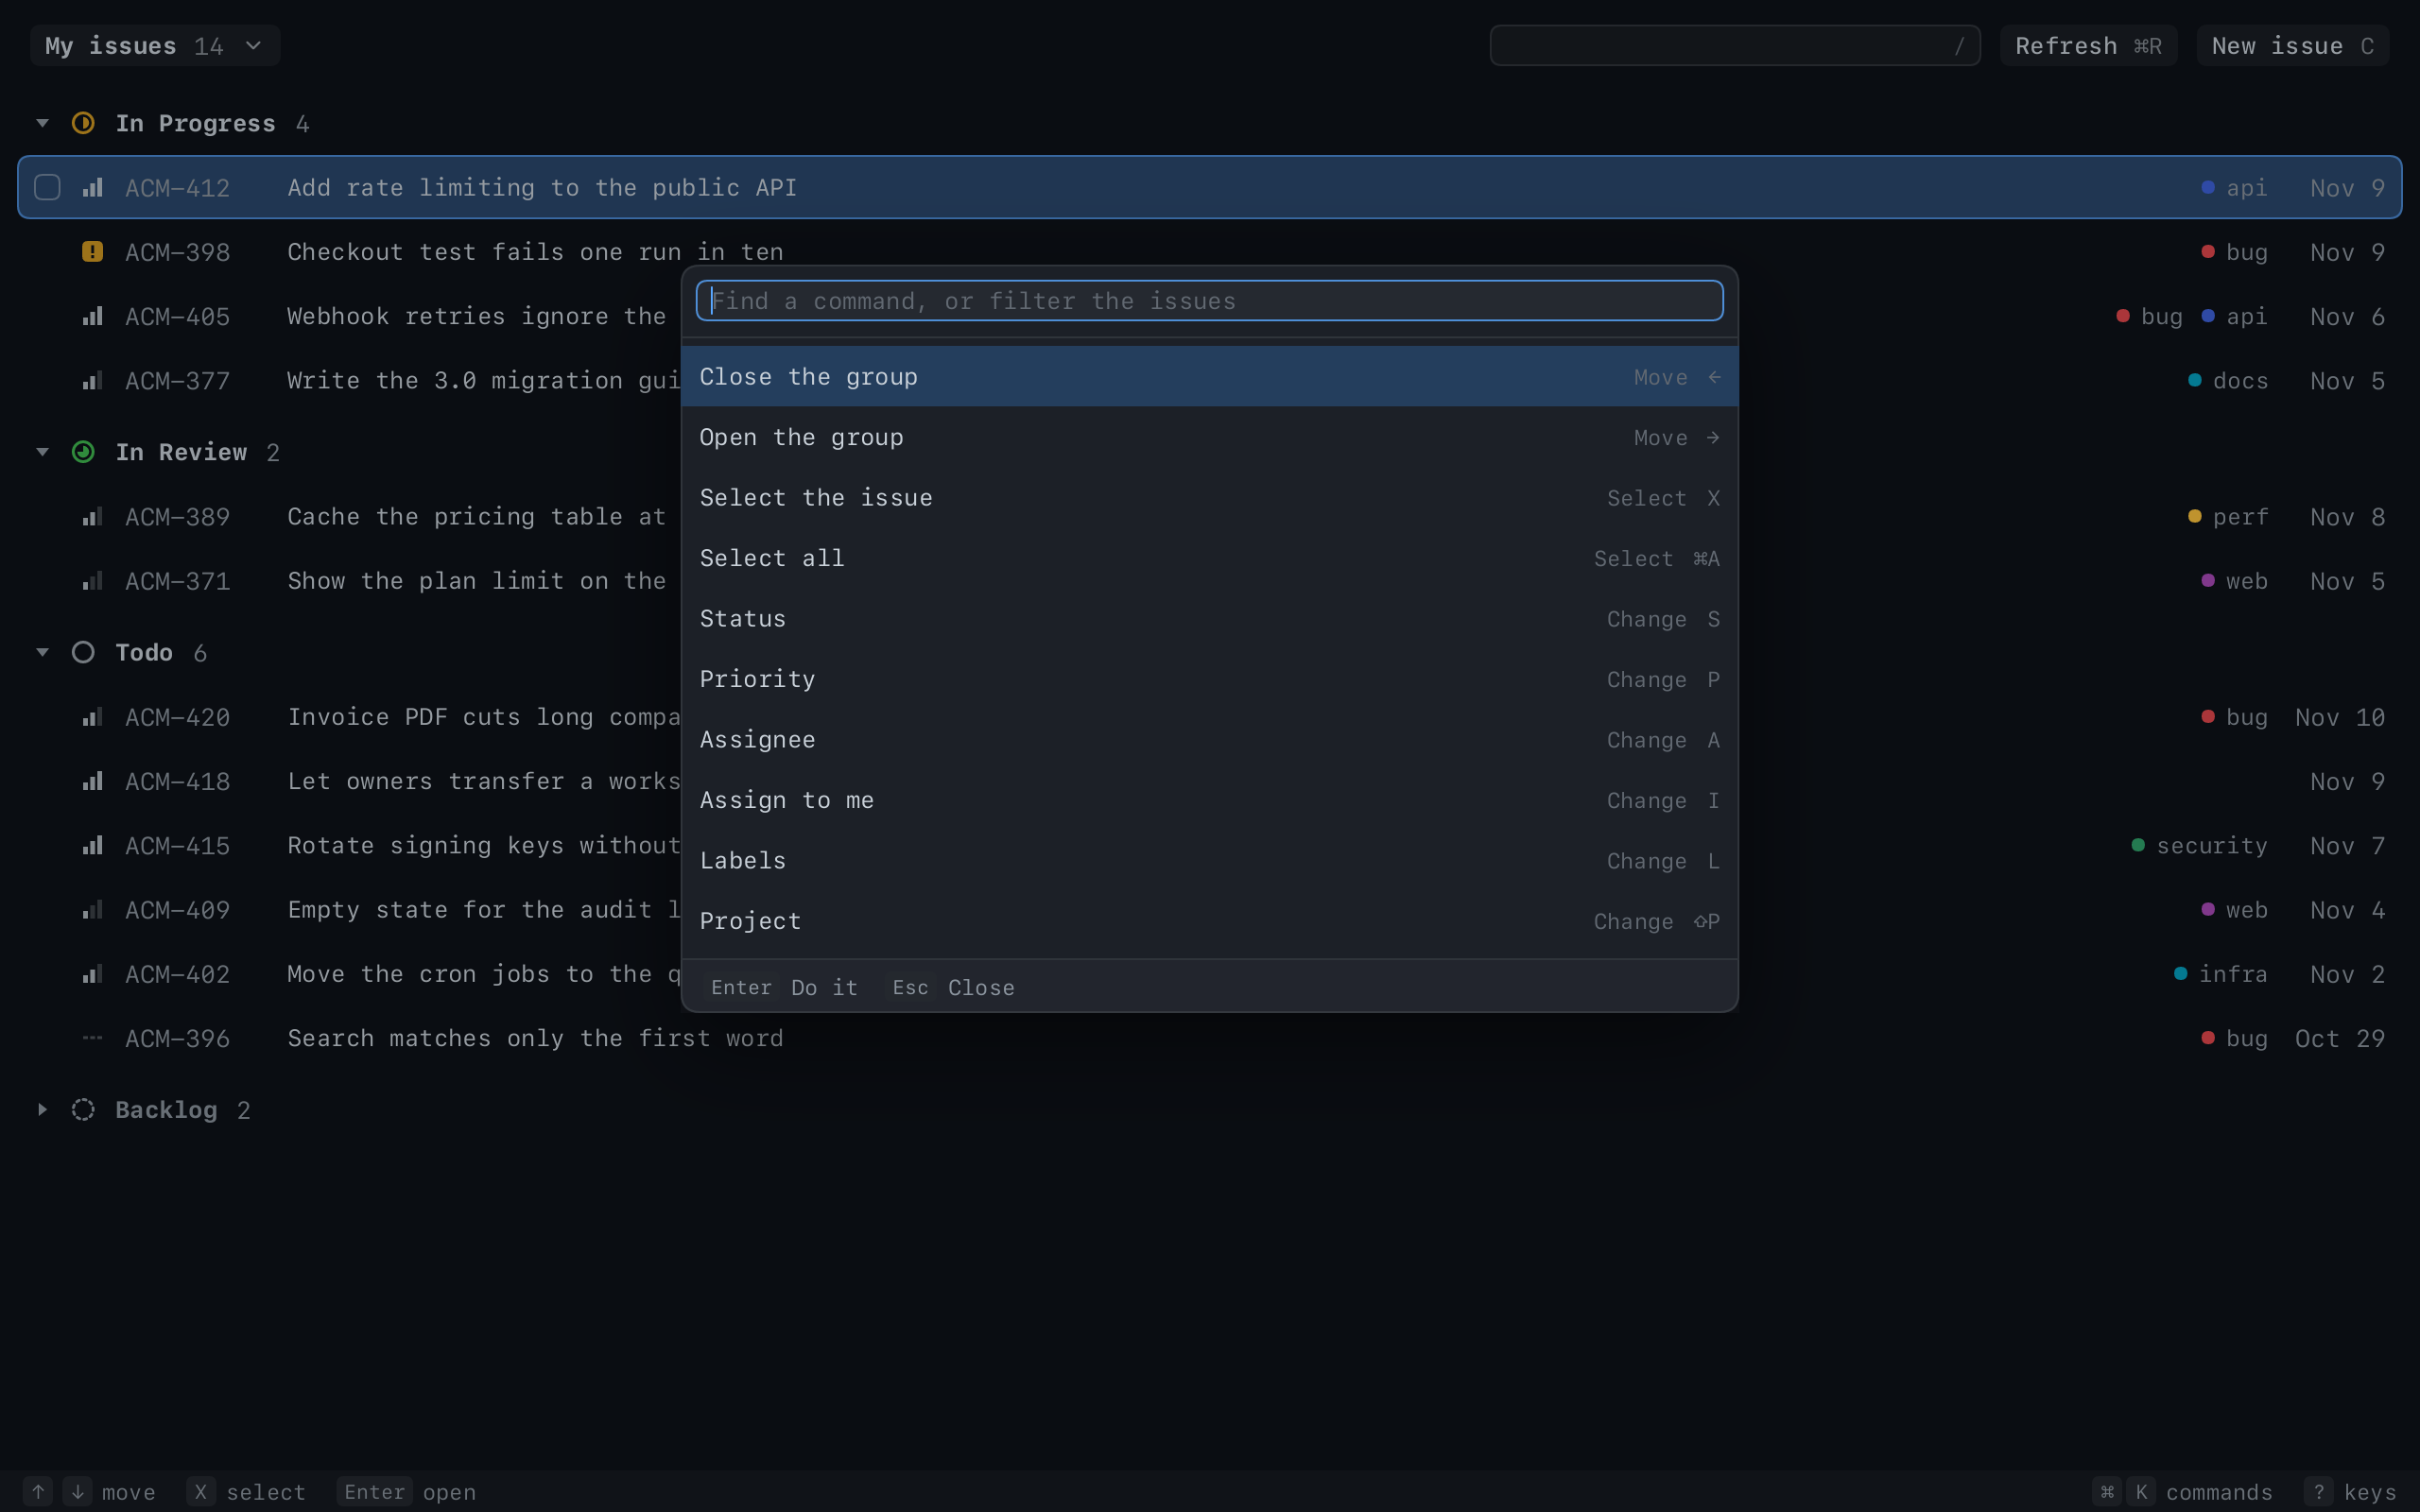 My issues 14 / Refresh ⌘R New issue C
In Progress 4
ACM-412 Add rate limiting to the public API api Nov 9
ACM-398 Checkout test fails one run in ten bug Nov 9
Find a command, or filter the issues
ACM-405 Webhook retries ignore the bug api Nov 6
Close the group Move ←
ACM-377 Write the 3.0 migration gui docs Nov 5
Open the group Move →
In Review 2
Select the issue Select X
ACM-389 Cache the pricing table at perf Nov 8
Select all Select ⌘A
ACM-371 Show the plan limit on the web Nov 5
Status Change S
Todo 6
Priority Change P
ACM-420 Invoice PDF cuts long compa bug Nov 10
Assignee Change A
ACM-418 Let owners transfer a works Nov 9
Assign to me Change I
ACM-415 Rotate signing keys without security Nov 7
Labels Change L
ACM-409 Empty state for the audit l web Nov 4
Project Change ⇧P
ACM-402 Move the cron jobs to the q infra Nov 2
Enter Do it Esc Close
ACM-396 Search matches only the first word bug Oct 29
Backlog 2
↑ ↓ move X select Enter open ⌘ K commands ? keys